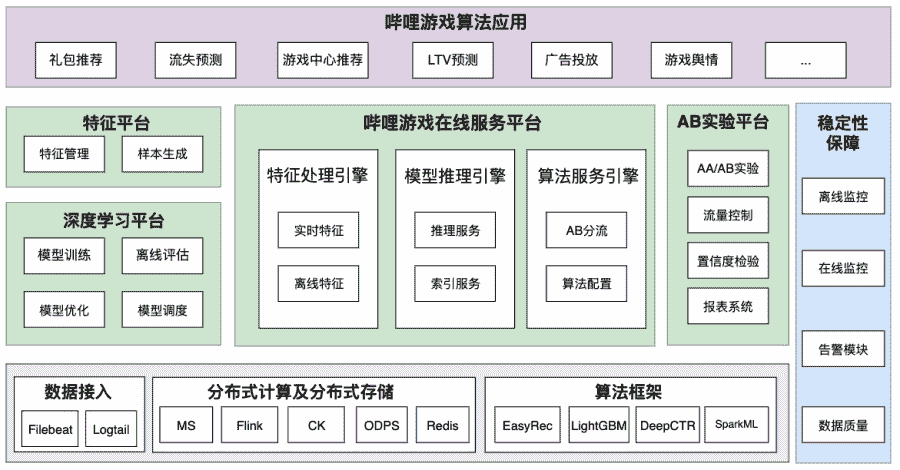 哔哩游戏算法应用
礼包推荐
流失预测
游戏中心推荐
LTV预测
广告投放
游戏舆情
...
特征平台
特征管理
样本生成
深度学习平台
模型训练
离线评估
模型优化
模型调度
哔哩游戏在线服务平台
特征处理引擎
实时特征
离线特征
模型推理引擎
推理服务
索引服务
算法服务引擎
AB分流
算法配置
AB实验平台
AA/AB实验
流量控制
置信度检验
报表系统
稳定性
保障
离线监控
在线监控
告警模块
数据质量
数据接入
Filebeat
Logtail
分布式计算及分布式存储
MS
Flink
CK
ODPS
Redis
算法框架
EasyRec
LightGBM
DeepCTR
SparkML